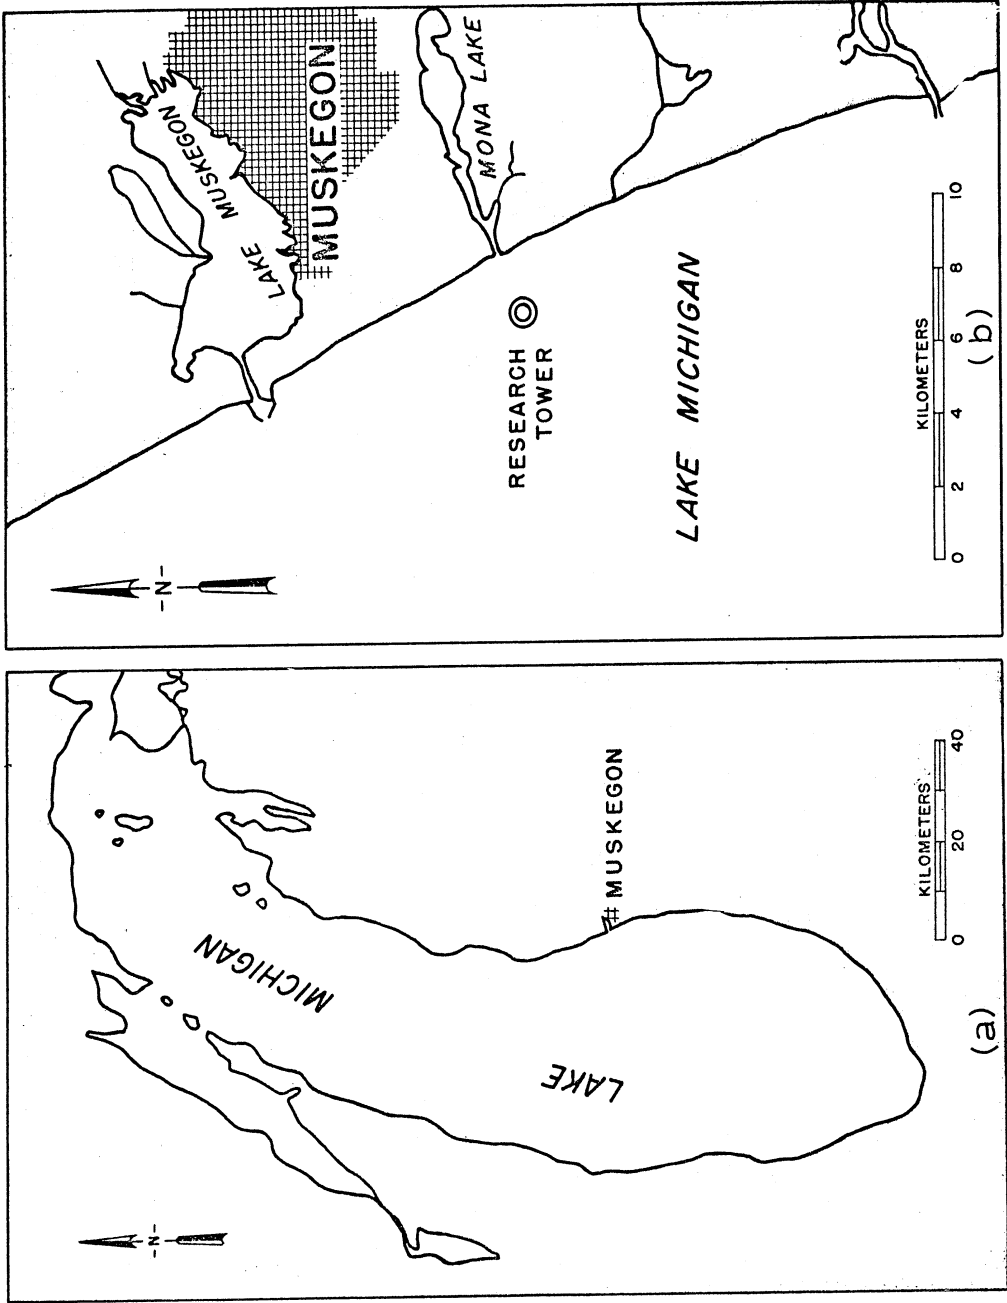 -N-
MICHIGAN
LAKE
# MUSKEGON
KILOMETERS
0 20 40
(a)
-N-
LAKE MUSKEGON
MUSKEGON
MONA LAKE
RESEARCH
TOWER
LAKE MICHIGAN
KILOMETERS
0 2 4 6 8 10
(b)